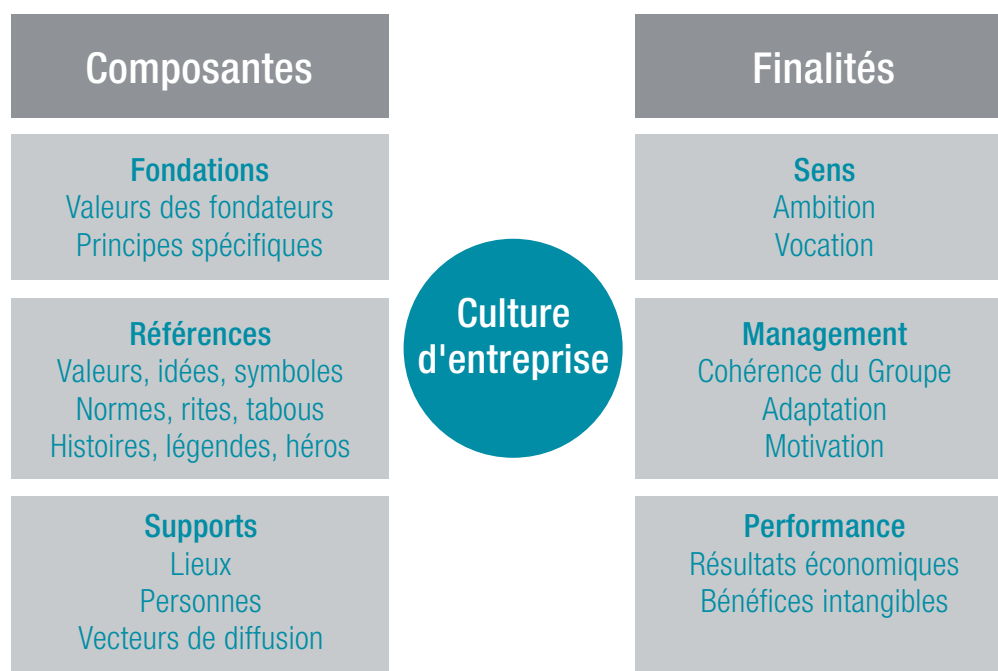 Composantes
Fondations
Valeurs des fondateurs
Principes spécifiques
Références
Valeurs, idées, symboles
Normes, rites, tabous
Histoires, légendes, héros
Supports
Lieux
Personnes
Vecteurs de diffusion
Culture
d'entreprise
Finalités
Sens
Ambition
Vocation
Management
Cohérence du Groupe
Adaptation
Motivation
Performance
Résultats économiques
Bénéfices intangibles